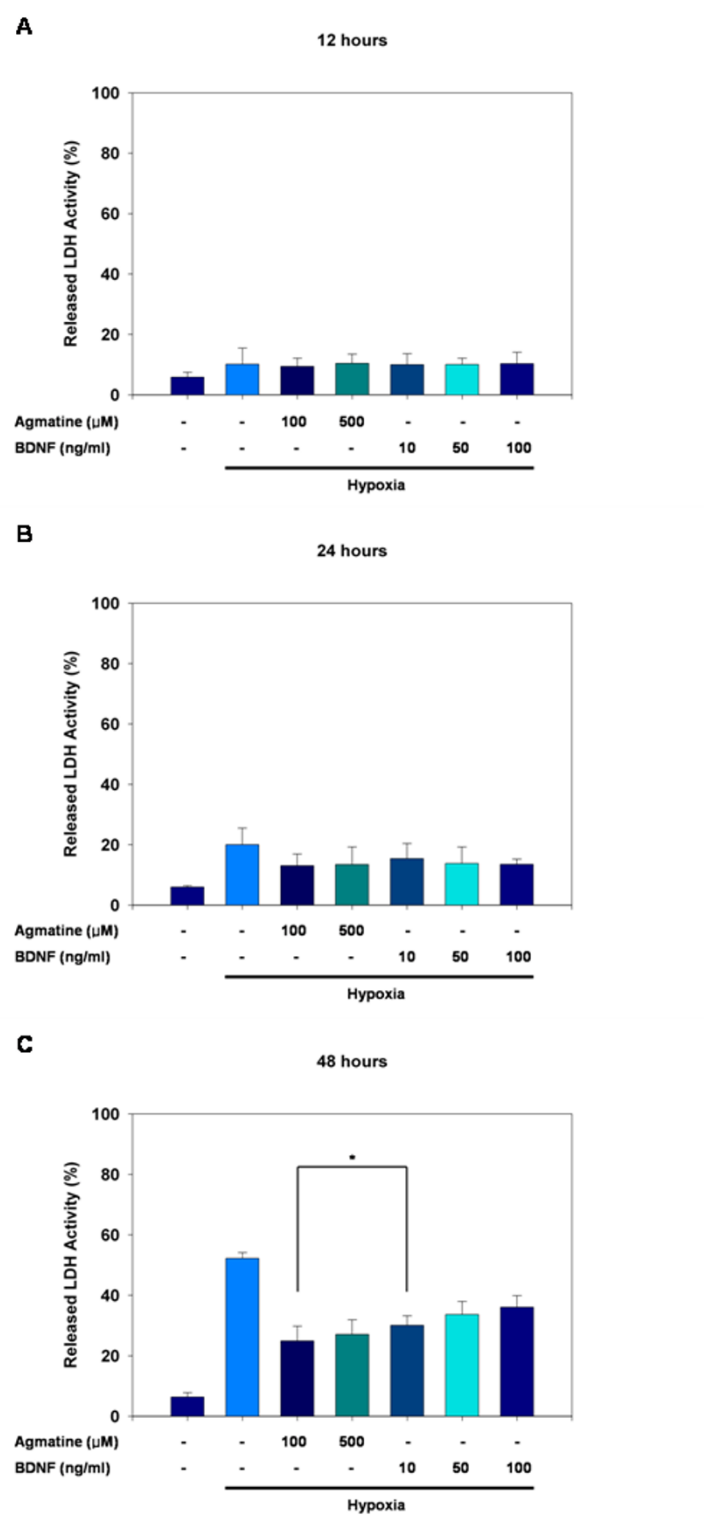 A
12 hours
Released LDH Activity (%)
100
80
60
40
20
0
Agmatine (μM) - - 100 500 - - -
BDNF (ng/ml) - - - - 10 50 100
Hypoxia
B
24 hours
Released LDH Activity (%)
100
80
60
40
20
0
Agmatine (μM) - - 100 500 - - -
BDNF (ng/ml) - - - - 10 50 100
Hypoxia
C
48 hours
Released LDH Activity (%)
100
80
60
40
20
0
*
Agmatine (μM) - - 100 500 - - -
BDNF (ng/ml) - - - - 10 50 100
Hypoxia